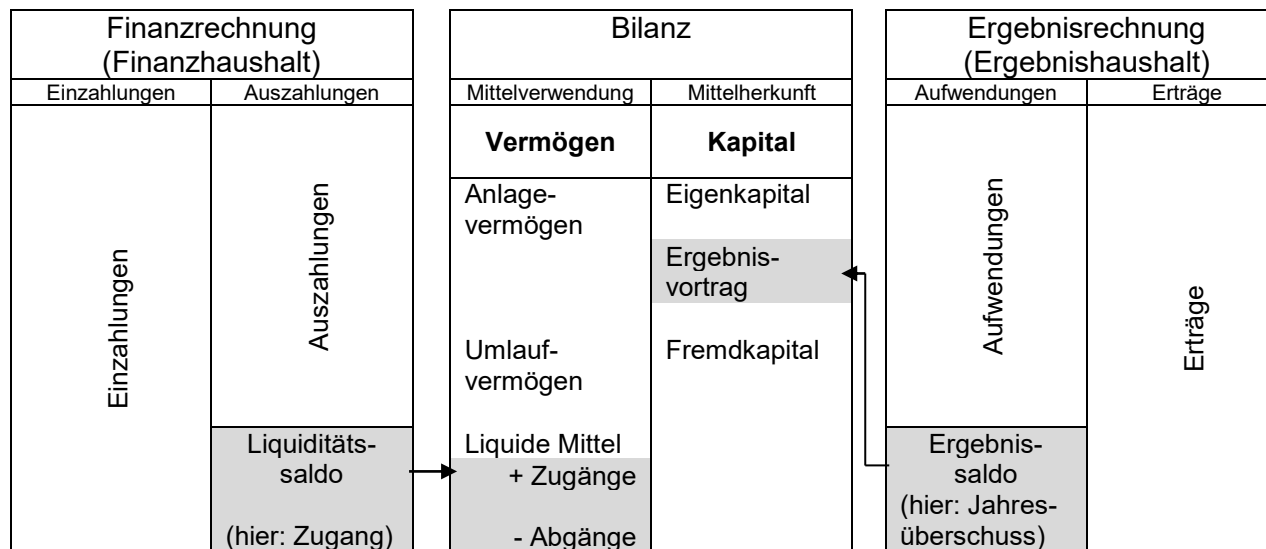 Finanzrechnung
(Finanzhaushalt)
Einzahlungen
Auszahlungen
Einzahlungen
Auszahlungen
Liquiditäts-
saldo
(hier: Zugang)
Bilanz
Mittelverwendung
Mittelherkunft
Vermögen
Kapital
Anlage-
vermögen
Umlauf-
vermögen
Liquide Mittel
+ Zugänge
- Abgänge
Eigenkapital
Ergebnis-
vortrag
Fremdkapital
Ergebnisrechnung
(Ergebnishaushalt)
Aufwendungen
Erträge
Aufwendungen
Ergebnis-
saldo
(hier: Jahres-
überschuss)
Erträge